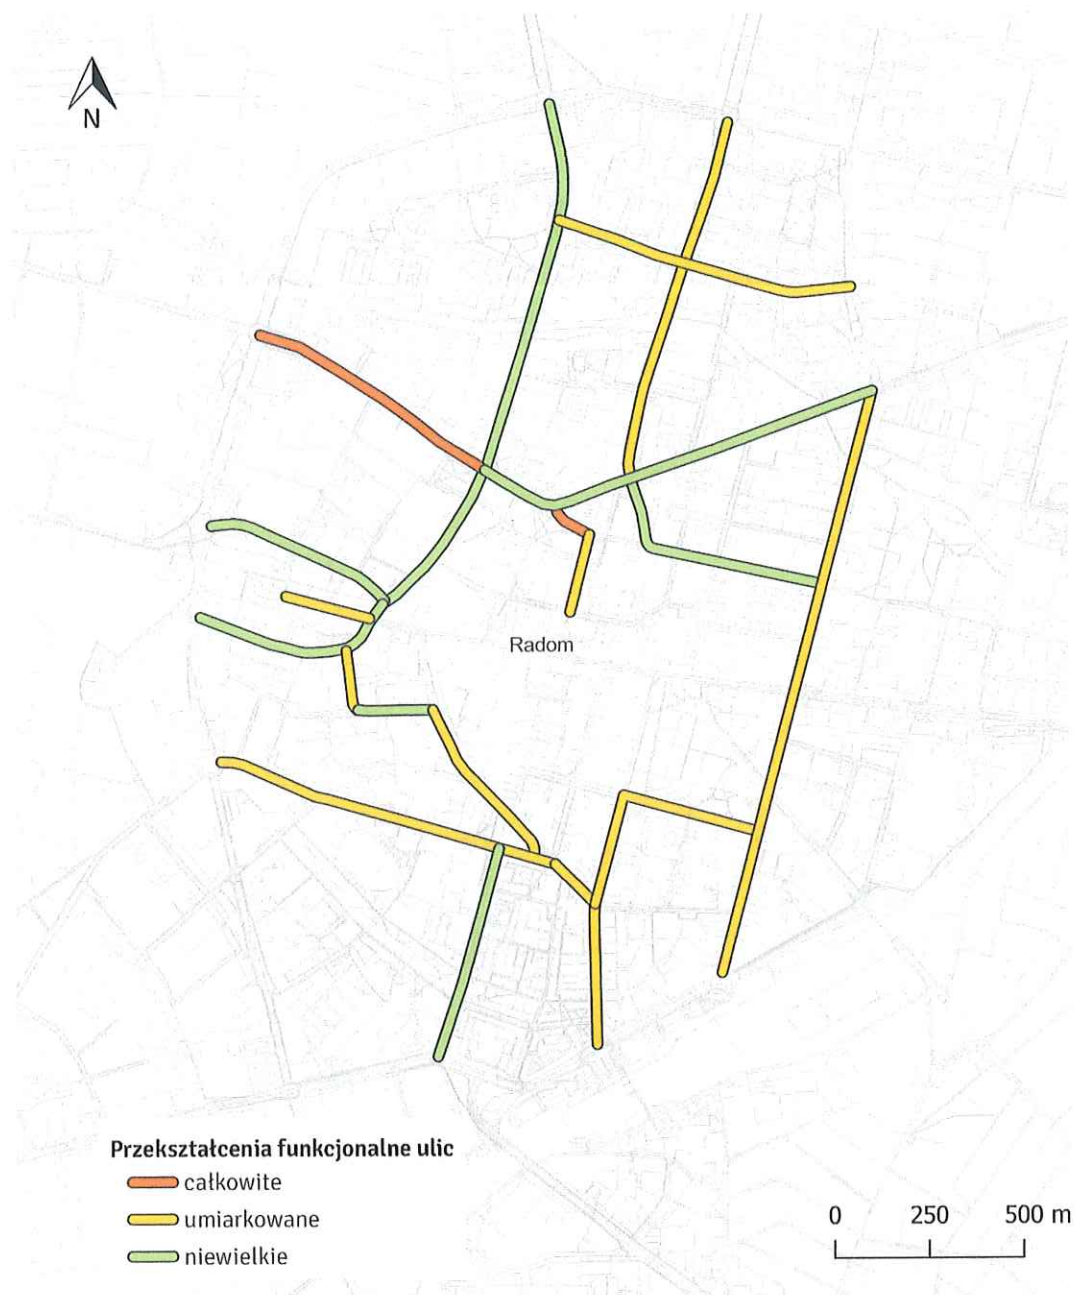 N
Radom
Przekształcenia funkcjonalne ulic
całkowite
umiarkowane
niewielkie
0 250 500 m